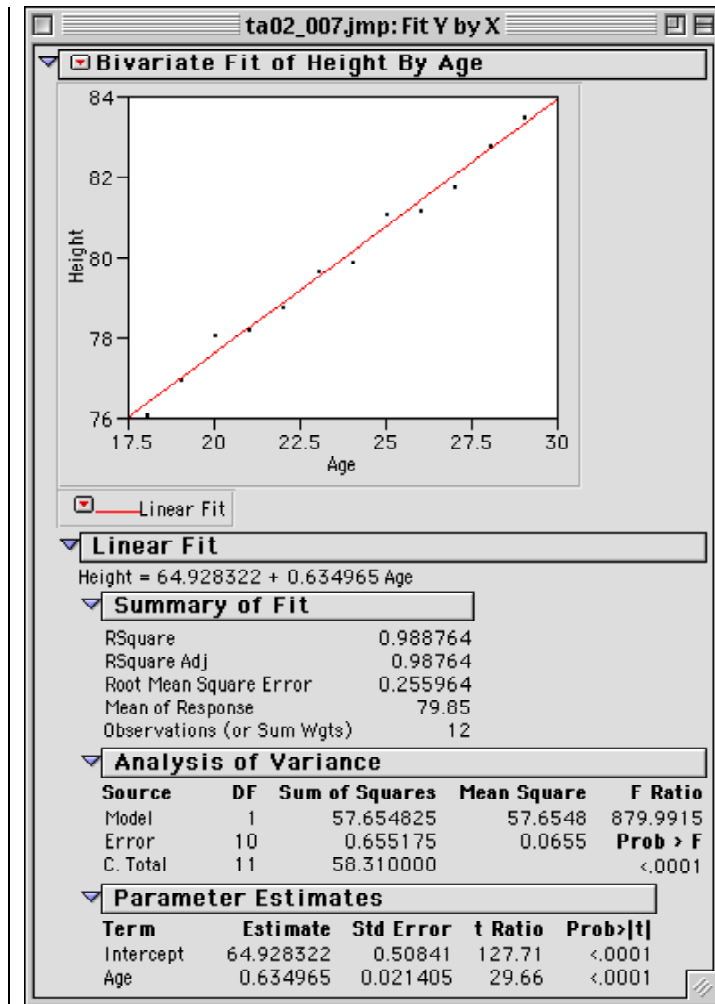 ta02_007.jmp: Fit Y by X
Bivariate Fit of Height By Age
84
82
80
78
76
Height
17.5 20 22.5 25 27.5 30
Age
Linear Fit
Linear Fit
Height = 64.928322 + 0.634965 Age
Summary of Fit
RSquare 0.988764
RSquare Adj 0.98764
Root Mean Square Error 0.255964
Mean of Response 79.85
Observations (or Sum Wgts) 12
Analysis of Variance
Source DF Sum of Squares Mean Square F Ratio
Model 1 57.654825 57.6548 879.9915
Error 10 0.655175 0.0655 Prob > F
C. Total 11 58.310000 <.0001
Parameter Estimates
Term Estimate Std Error t Ratio Prob>|t|
Intercept 64.928322 0.50841 127.71 <.0001
Age 0.634965 0.021405 29.66 <.0001